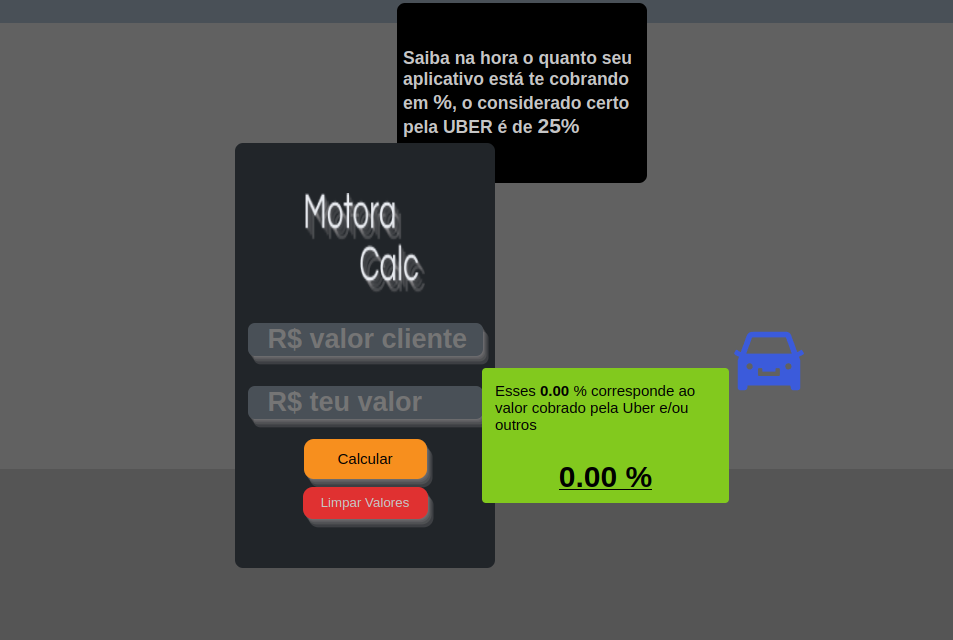 Saiba na hora o quanto seu
aplicativo está te cobrando
em %, o considerado certo
pela UBER é de 25%
Motora
Calc
R$ valor cliente
R$ teu valor
Calcular
Limpar Valores
Esses 0.00 % corresponde ao
valor cobrado pela Uber e/ou
outros
0.00 %